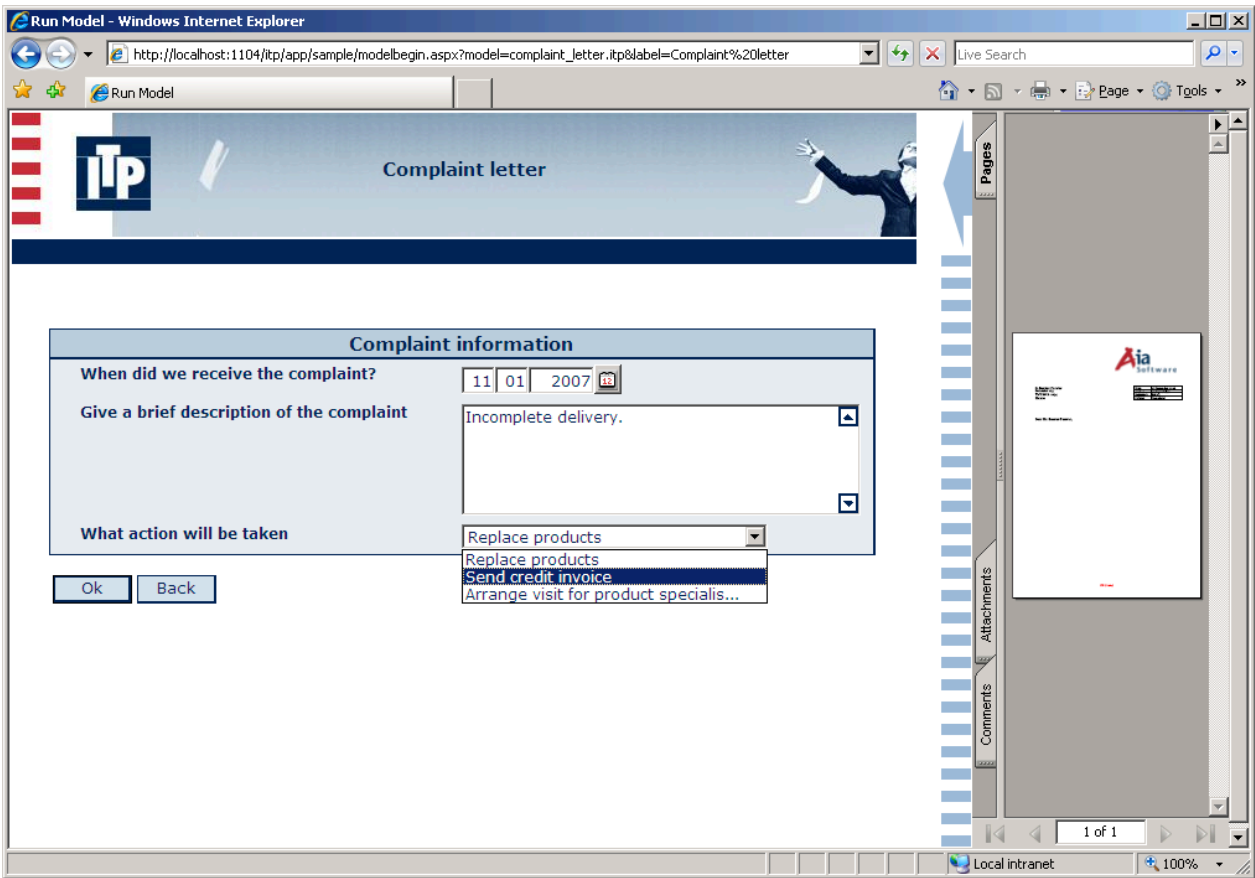 Run Model - Windows Internet Explorer
http://localhost:1104/itp/app/sample/modelbegin.aspx?model=complaint_letter.itp&label=Complaint%20letter
Live Search
Run Model
Page
Tools
ITP
Complaint letter
Pages
Complaint information
When did we receive the complaint?
11 01 2007
12
Give a brief description of the complaint
Incomplete delivery.
What action will be taken
Replace products
Replace products
Send credit invoice
Arrange visit for product specialis...
Ok
Back
Aia
Software
Attachments
Comments
1 of 1
Local intranet
100%